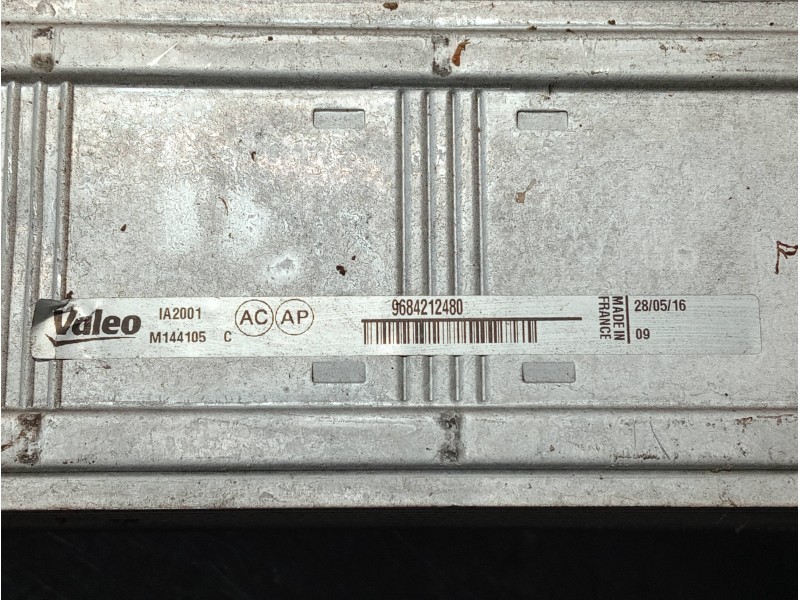 Valeo
IA2001
M144105 C
AC AP
9684212480
MADE IN
FRANCE
28/05/16
09